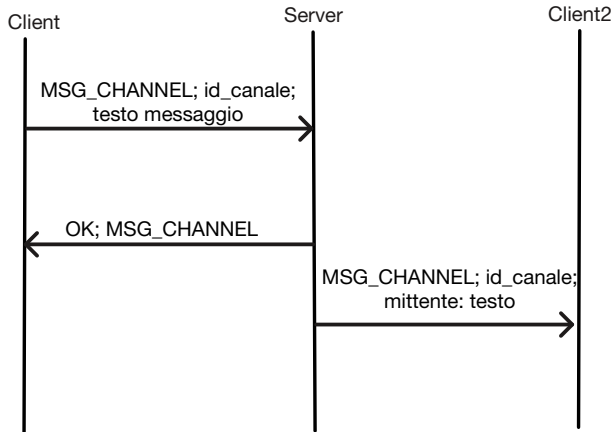 Client
Server
Client2
MSG_CHANNEL; id_canale;
testo messaggio
OK; MSG_CHANNEL
MSG_CHANNEL; id_canale;
mittente: testo